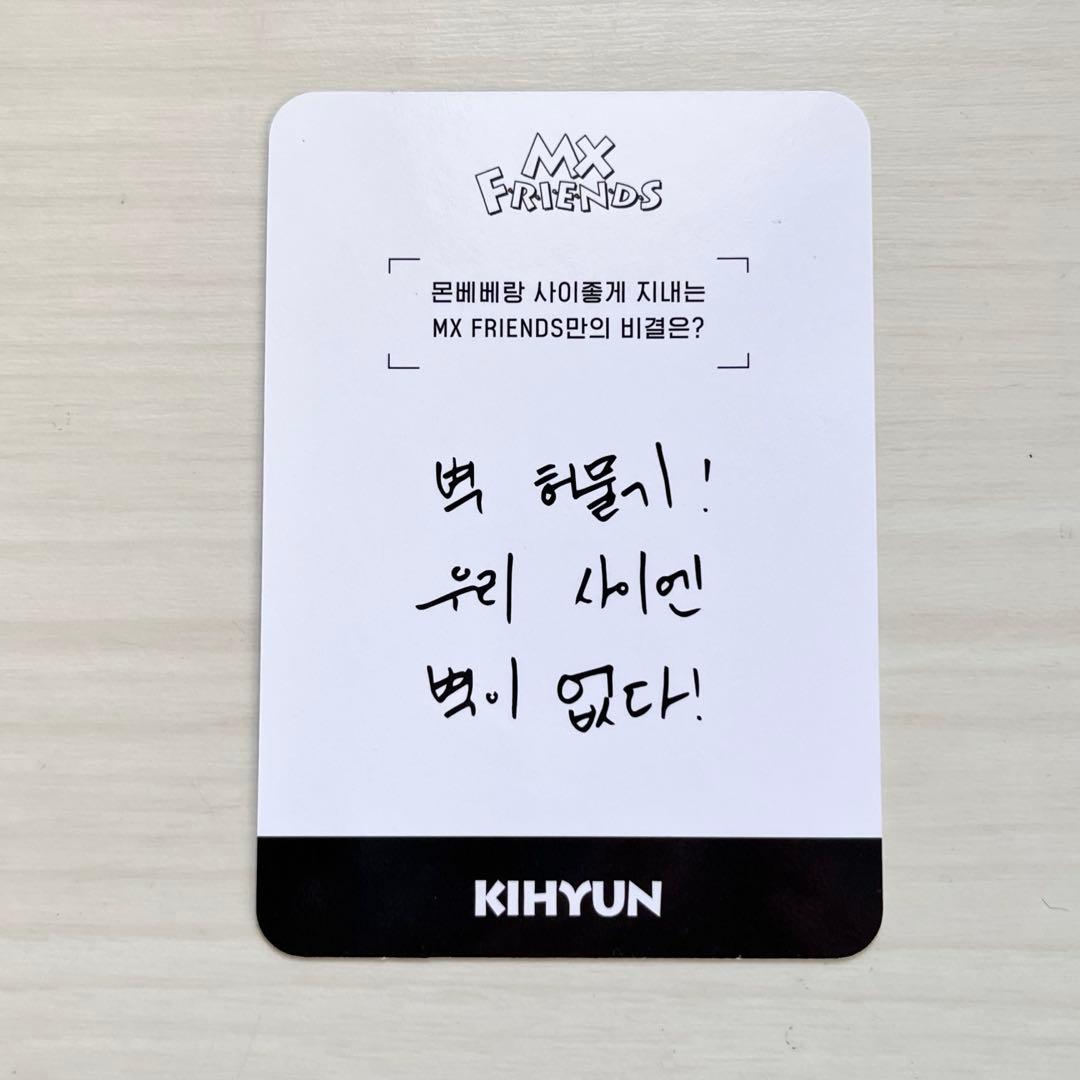 MX
FRIENDS
몬베베랑 사이좋게 지내는
MX FRIENDS만의 비결은?
벽 허물기!
우리 사이엔
벽이 없다!
KIHYUN